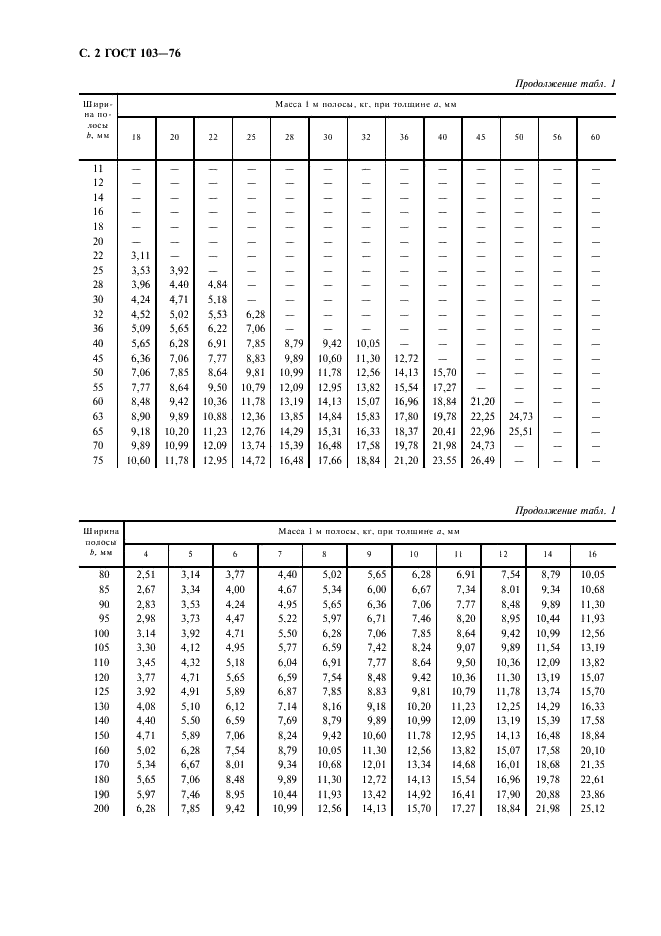 С. 2 ГОСТ 103—76
Продолжение табл. 1
Шири- Масса 1 м полосы, кг, при толщине а, мм
на по-
лосы
b, мм 18 20 22 25 28 30 32 36 40 45 50 56 60
11 — — — — — — — — — — — — —
12 — — — — — — — — — — — — —
14 — — — — — — — — — — — — —
16 — — — — — — — — — — — — —
18 — — — — — — — — — — — — —
20 — — — — — — — — — — — — —
22 3,11 — — — — — — — — — — — —
25 3,53 3,92 — — — — — — — — — — —
28 3,96 4,40 4,84 — — — — — — — — — —
30 4,24 4,71 5,18 — — — — — — — — — —
32 4,52 5,02 5,53 6,28 — — — — — — — — —
36 5,09 5,65 6,22 7,06 — — — — — — — — —
40 5,65 6,28 6,91 7,85 8,79 9,42 10,05 — — — — — —
45 6,36 7,06 7,77 8,83 9,89 10,60 11,30 12,72 — — — — —
50 7,06 7,85 8,64 9,81 10,99 11,78 12,56 14,13 15,70 — — — —
55 7,77 8,64 9,50 10,79 12,09 12,95 13,82 15,54 17,27 — — — —
60 8,48 9,42 10,36 11,78 13,19 14,13 15,07 16,96 18,84 21,20 — — —
63 8,90 9,89 10,88 12,36 13,85 14,84 15,83 17,80 19,78 22,25 24,73 — —
65 9,18 10,20 11,23 12,76 14,29 15,31 16,33 18,37 20,41 22,96 25,51 — —
70 9,89 10,99 12,09 13,74 15,39 16,48 17,58 19,78 21,98 24,73 — — —
75 10,60 11,78 12,95 14,72 16,48 17,66 18,84 21,20 23,55 26,49 — — —
Продолжение табл. 1
Ширина Масса 1 м полосы, кг, при толщине а, мм
полосы
b, мм 4 5 6 7 8 9 10 11 12 14 16
80 2,51 3,14 3,77 4,40 5,02 5,65 6,28 6,91 7,54 8,79 10,05
85 2,67 3,34 4,00 4,67 5,34 6,00 6,67 7,34 8,01 9,34 10,68
90 2,83 3,53 4,24 4,95 5,65 6,36 7,06 7,77 8,48 9,89 11,30
95 2,98 3,73 4,47 5,22 5,97 6,71 7,46 8,20 8,95 10,44 11,93
100 3,14 3,92 4,71 5,50 6,28 7,06 7,85 8,64 9,42 10,99 12,56
105 3,30 4,12 4,95 5,77 6,59 7,42 8,24 9,07 9,89 11,54 13,19
110 3,45 4,32 5,18 6,04 6,91 7,77 8,64 9,50 10,36 12,09 13,82
120 3,77 4,71 5,65 6,59 7,54 8,48 9,42 10,36 11,30 13,19 15,07
125 3,92 4,91 5,89 6,87 7,85 8,83 9,81 10,79 11,78 13,74 15,70
130 4,08 5,10 6,12 7,14 8,16 9,18 10,20 11,23 12,25 14,29 16,33
140 4,40 5,50 6,59 7,69 8,79 9,89 10,99 12,09 13,19 15,39 17,58
150 4,71 5,89 7,06 8,24 9,42 10,60 11,78 12,95 14,13 16,48 18,84
160 5,02 6,28 7,54 8,79 10,05 11,30 12,56 13,82 15,07 17,58 20,10
170 5,34 6,67 8,01 9,34 10,68 12,01 13,34 14,68 16,01 18,68 21,35
180 5,65 7,06 8,48 9,89 11,30 12,72 14,13 15,54 16,96 19,78 22,61
190 5,97 7,46 8,95 10,44 11,93 13,42 14,92 16,41 17,90 20,88 23,86
200 6,28 7,85 9,42 10,99 12,56 14,13 15,70 17,27 18,84 21,98 25,12